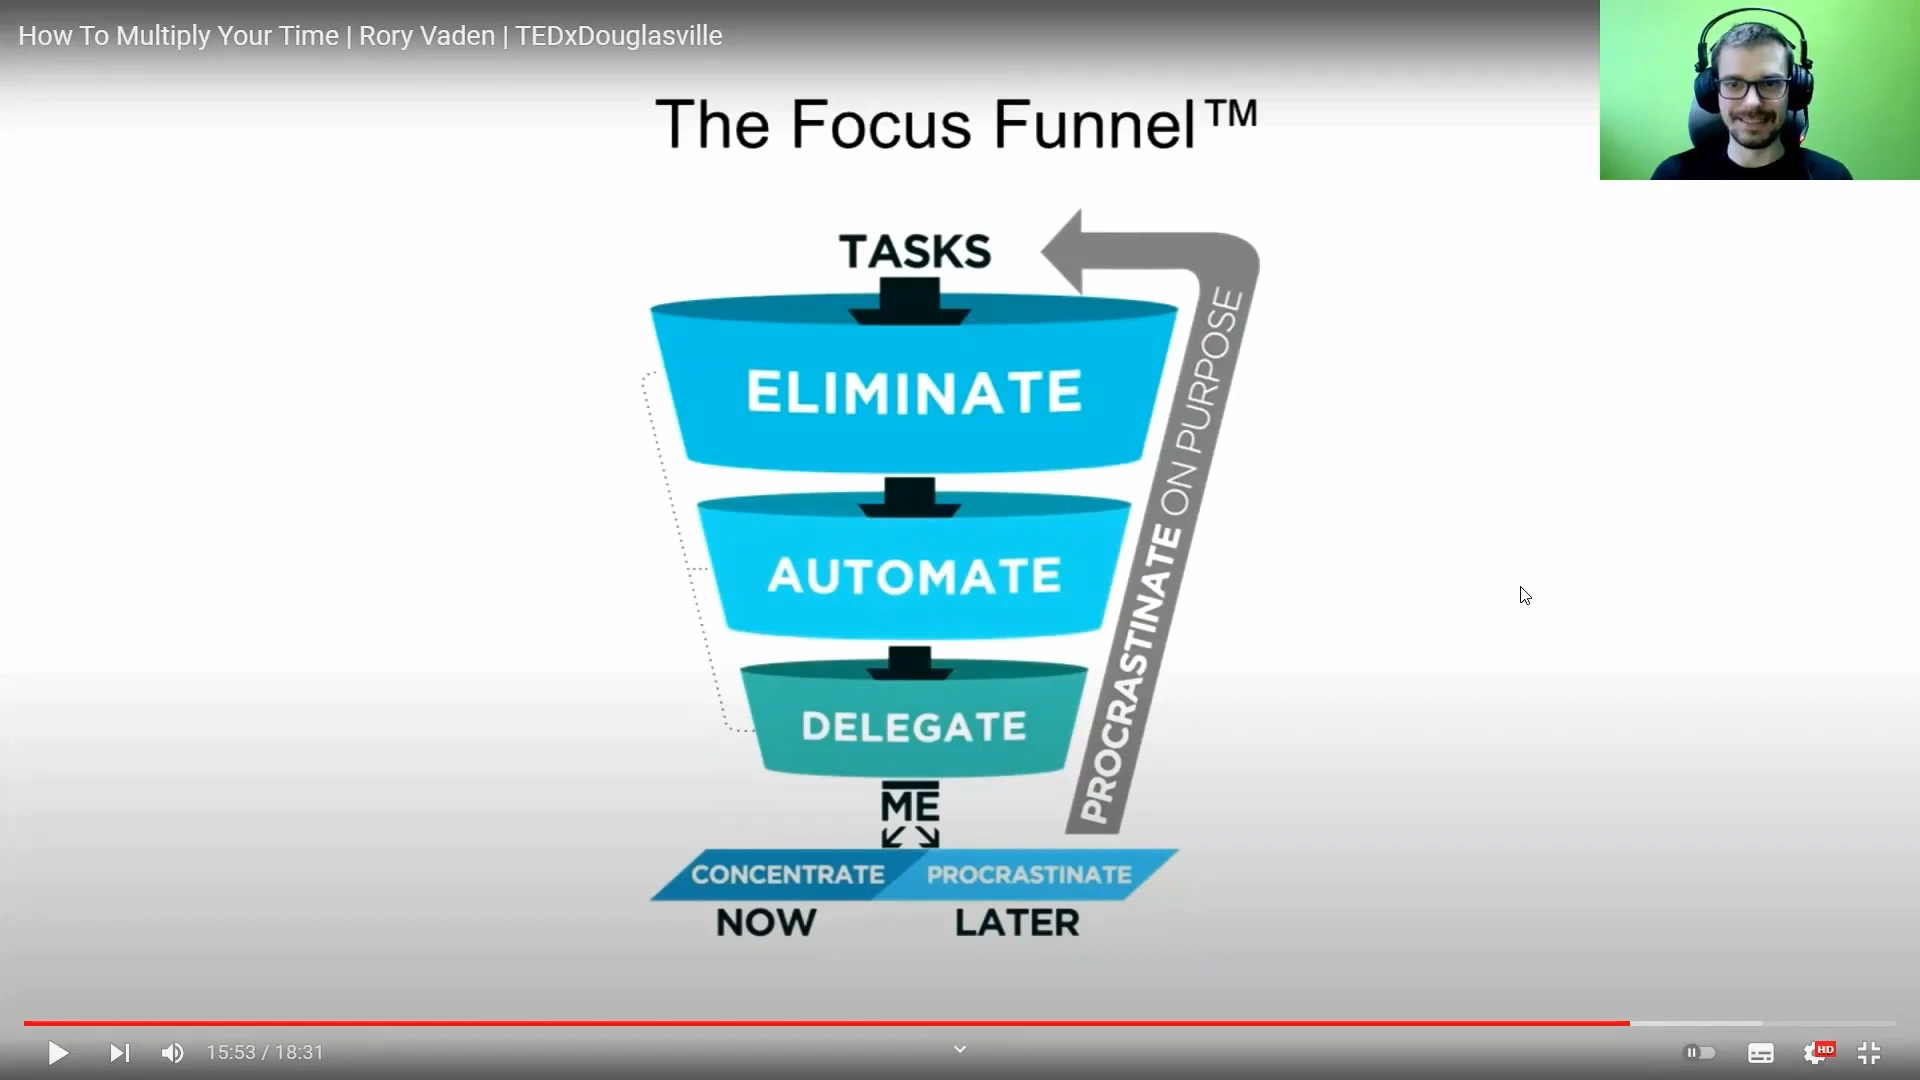 How To Multiply Your Time | Rory Vaden | TEDxDouglasville
The Focus Funnel™
TASKS
ELIMINATE
AUTOMATE
DELEGATE
PROCRASTINATE ON PURPOSE
ME
CONCENTRATE PROCRASTINATE
NOW LATER
15:53 / 18:31
HD